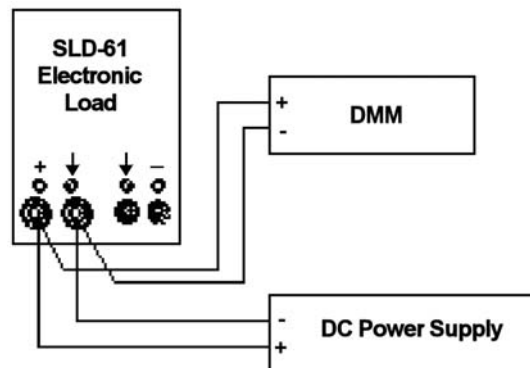 SLD-61
Electronic
Load
+ −
+
-
DMM
-
+
DC Power Supply